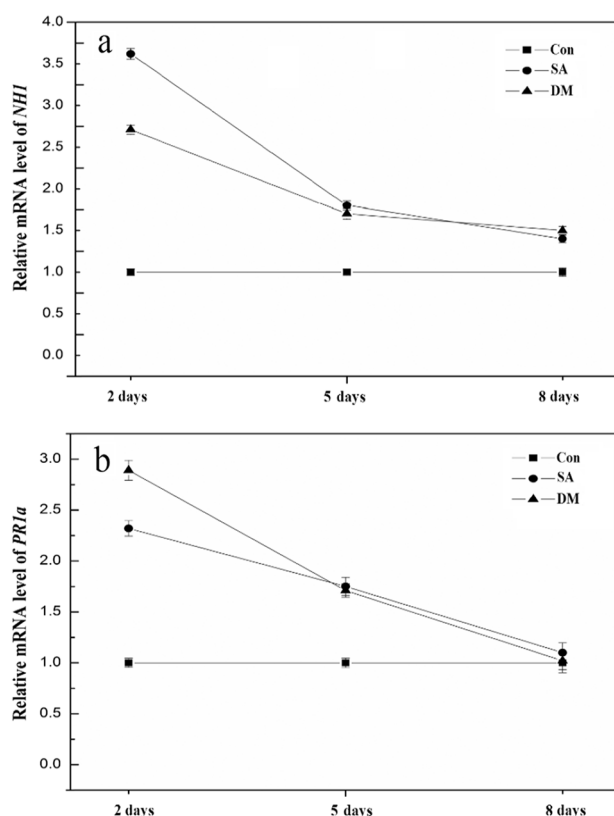 a
Con
SA
DM
Relative mRNA level of NH1
4.0
3.5
3.0
2.5
2.0
1.5
1.0
0.5
0.0
2 days
5 days
8 days
b
Con
SA
DM
Relative mRNA level of PR1a
3.0
2.5
2.0
1.5
1.0
0.5
0.0
2 days
5 days
8 days